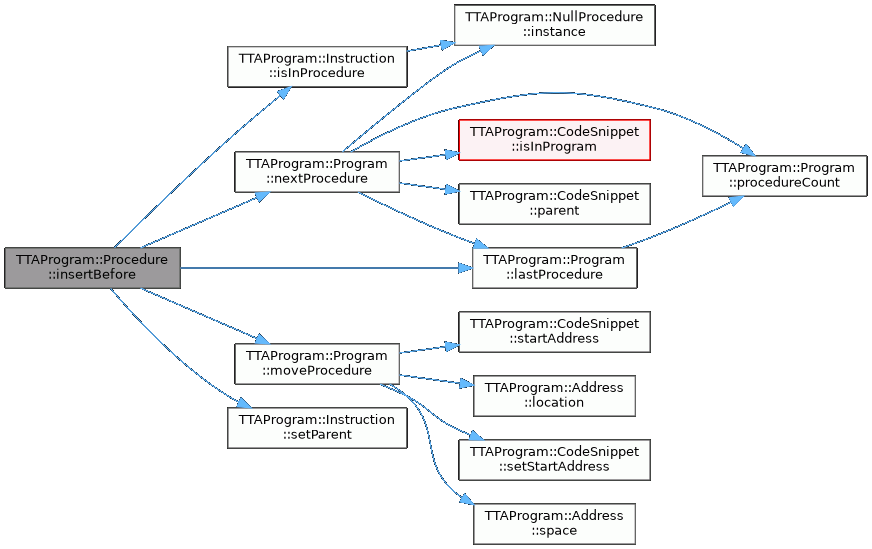 TTAProgram::NullProcedure
::instance
TTAProgram::Instruction
::isInProcedure
TTAProgram::CodeSnippet
::isInProgram
TTAProgram::Program
::nextProcedure
TTAProgram::Program
::procedureCount
TTAProgram::CodeSnippet
::parent
TTAProgram::Procedure
::insertBefore
TTAProgram::Program
::lastProcedure
TTAProgram::CodeSnippet
::startAddress
TTAProgram::Program
::moveProcedure
TTAProgram::Address
::location
TTAProgram::Instruction
::setParent
TTAProgram::CodeSnippet
::setStartAddress
TTAProgram::Address
::space